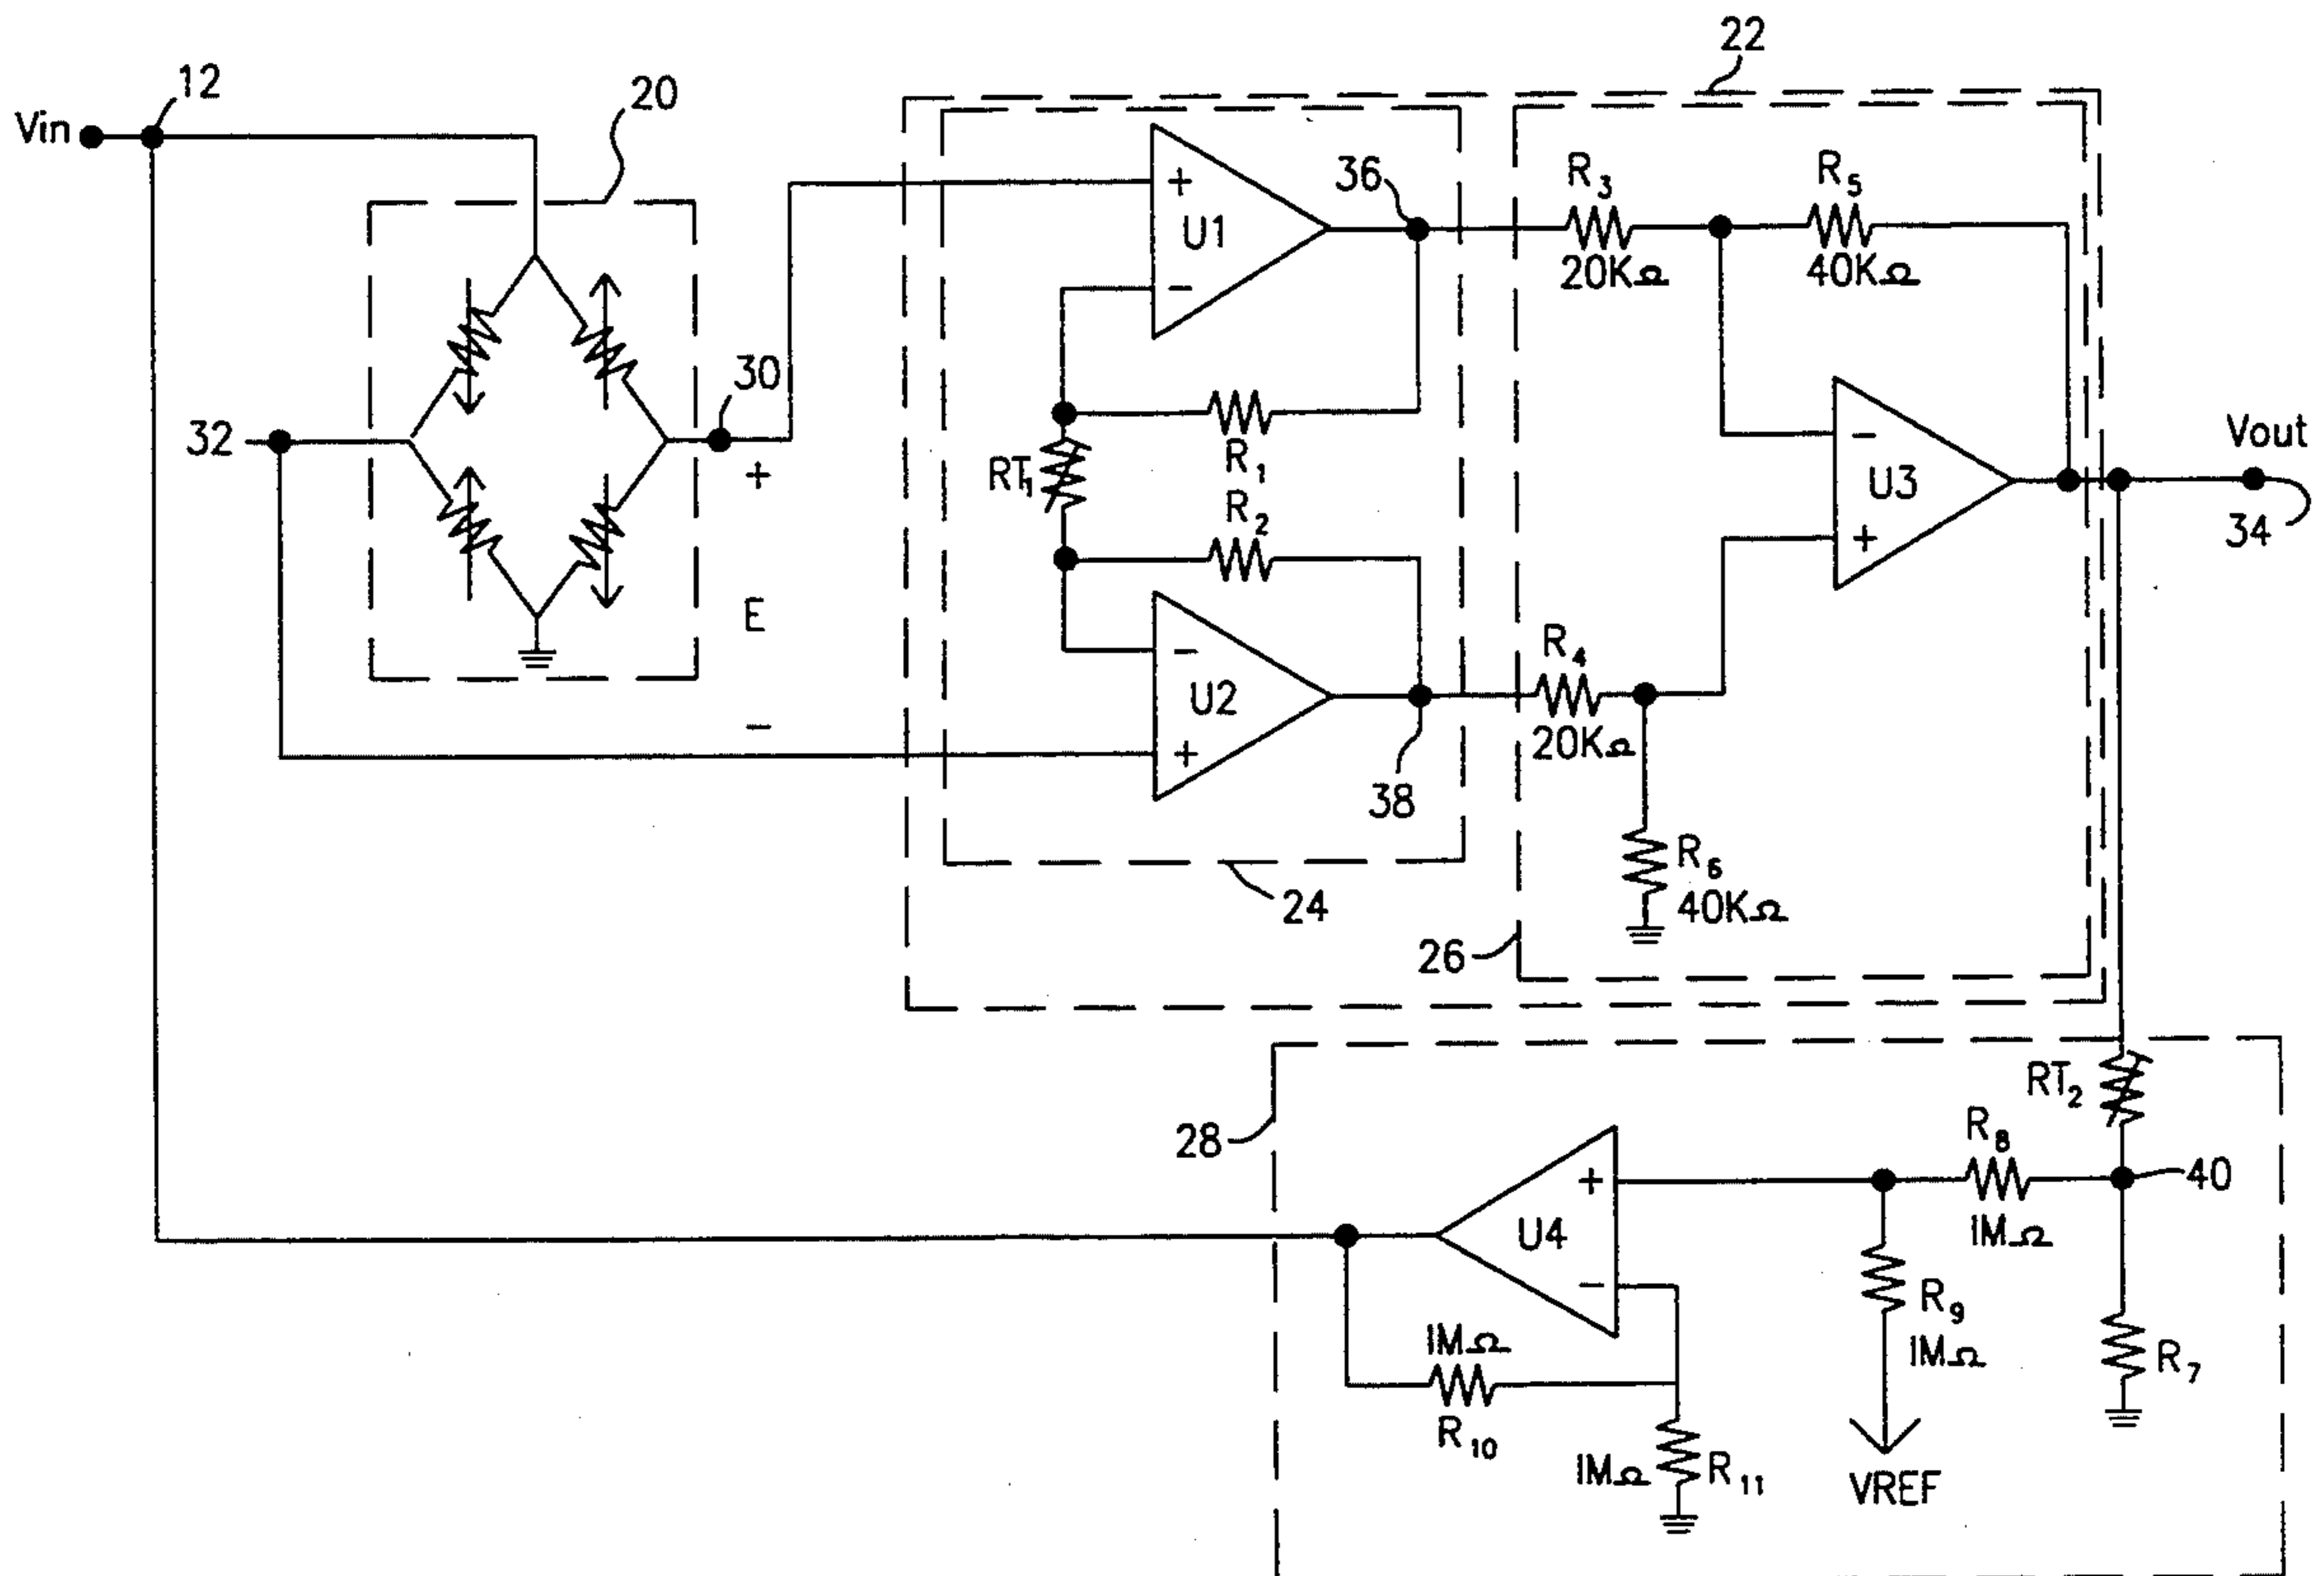 22
12
20
Vin
36
R3
R5
+
U1
20KΩ
40KΩ
-
30
32
+
R1
RT1
R2
-
U3
Vout
34
+
E
-
R4
U2
20KΩ
-
+
38
R6
40KΩ
24
26
RT2
28
R8
+
40
U4
1MΩ
-
R9
1MΩ
1MΩ
R7
R10
1MΩ
R11
VREF